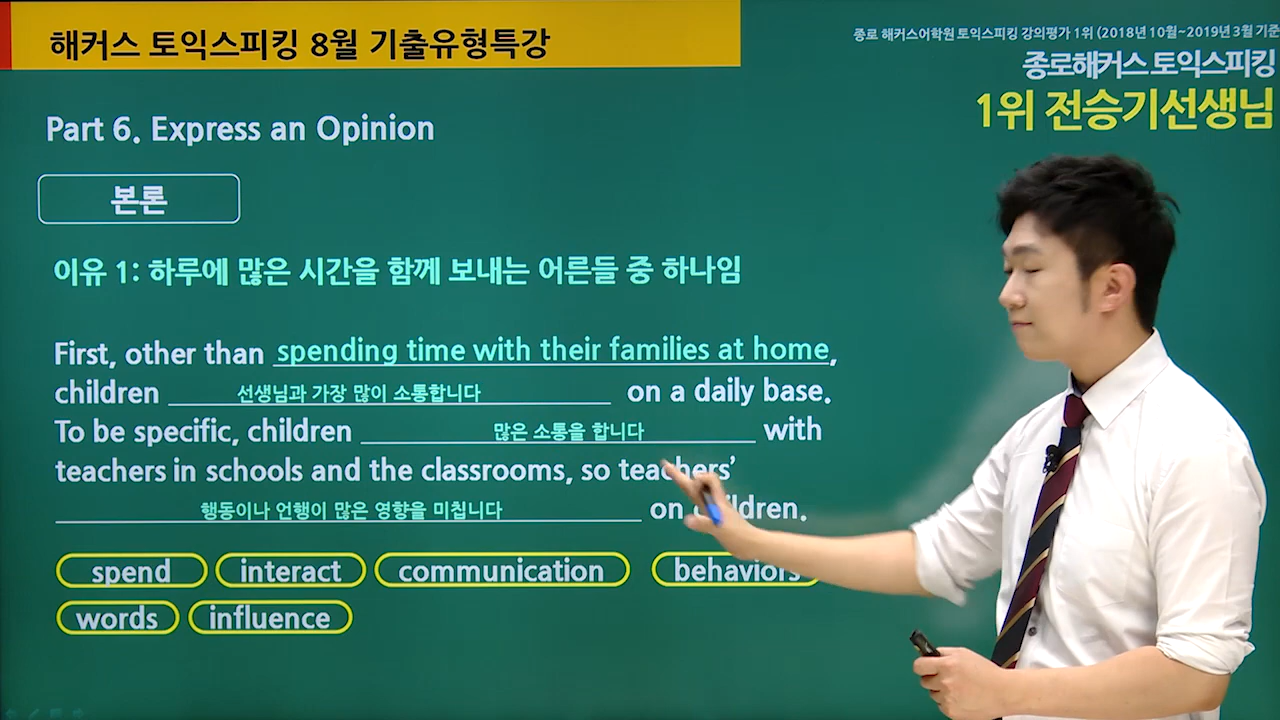 해커스 토익스피킹 8월 기출유형특강
종로 해커스어학원 토익스피킹 강의평가 1위 (2018년 10월~2019년 3월 기준
종로해커스 토익스피킹
1위 전승기선생님
Part 6. Express an Opinion
본론
이유 1: 하루에 많은 시간을 함께 보내는 어른들 중 하나임
First, other than spending time with their families at home,
children 선생님과 가장 많이 소통합니다 on a daily base.
To be specific, children 많은 소통을 합니다 with
teachers in schools and the classrooms, so teachers’
행동이나 언행이 많은 영향을 미칩니다 on children.
spend interact communication behaviors
words influence